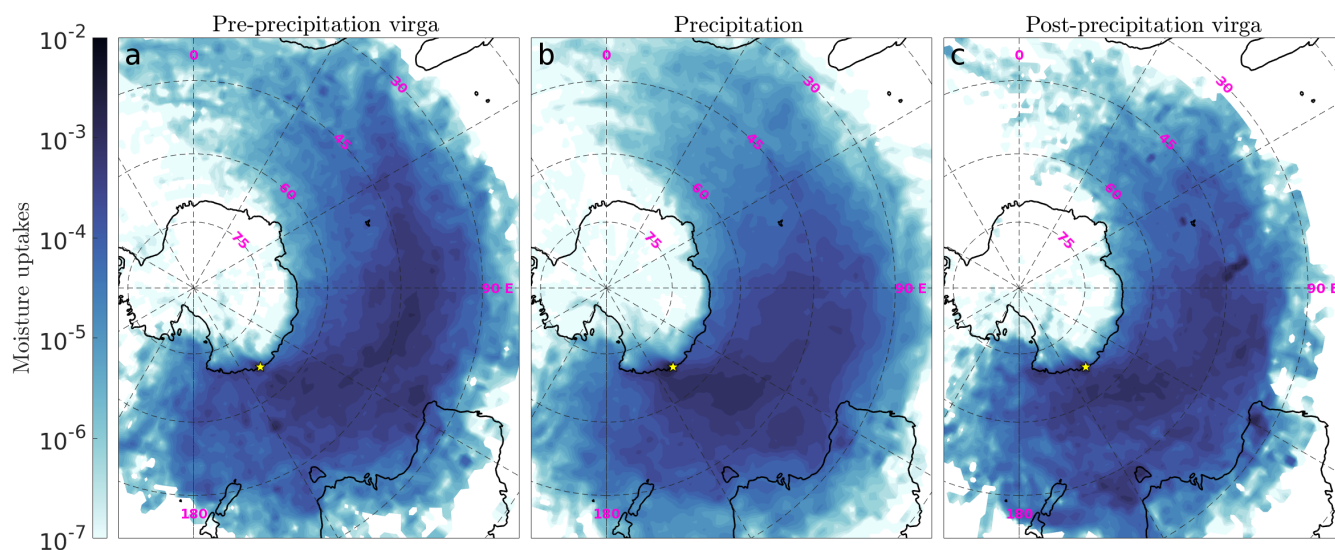 Pre-precipitation virga
Precipitation
Post-precipitation virga
Moisture uptakes
10-2
10-3
10-4
10-5
10-6
10-7
a
0
30
45
60
75
90 E
180
b
0
30
45
60
75
90 E
180
c
0
30
45
60
75
90 E
180